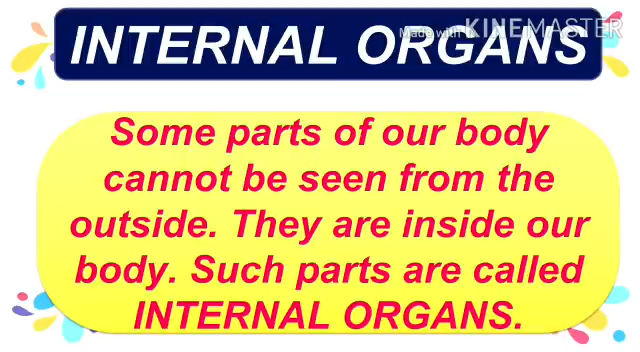 Made with KINEMASTER
INTERNAL ORGANS
Some parts of our body
cannot be seen from the
outside. They are inside our
body. Such parts are called
INTERNAL ORGANS.